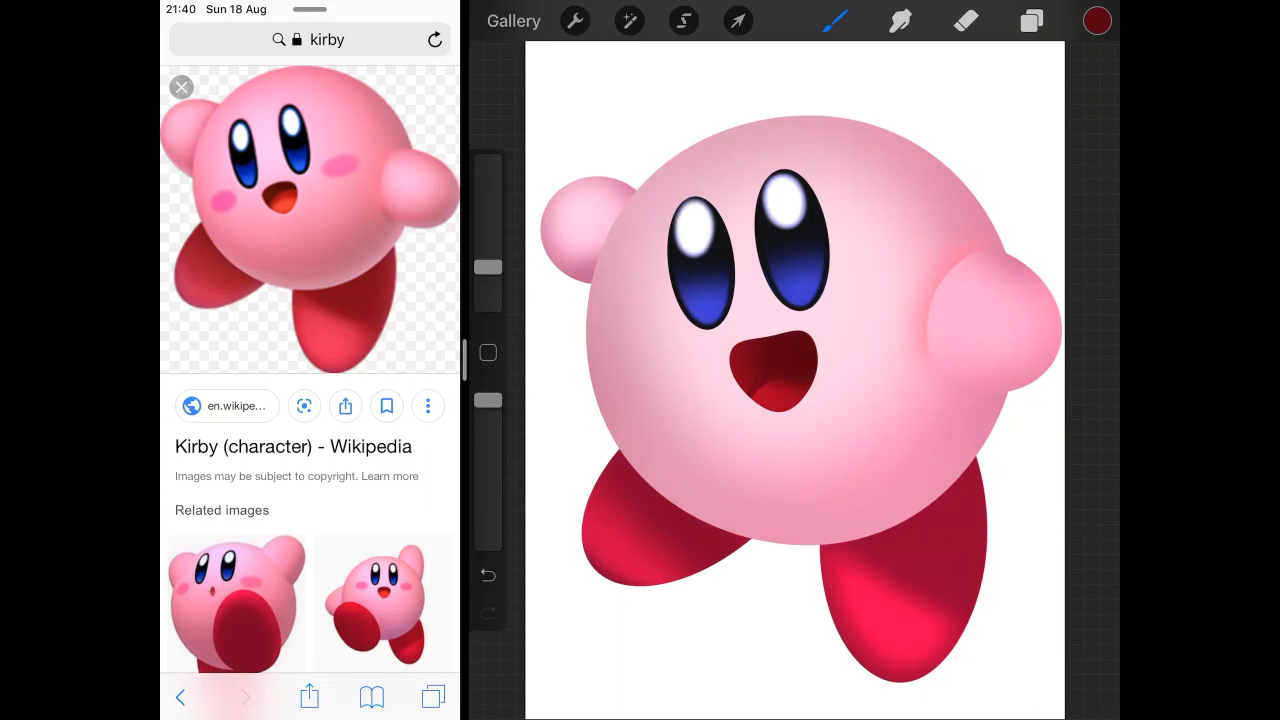 21:40 Sun 18 Aug
kirby
en.wikipe...
Kirby (character) - Wikipedia
Images may be subject to copyright. Learn more
Related images
Gallery